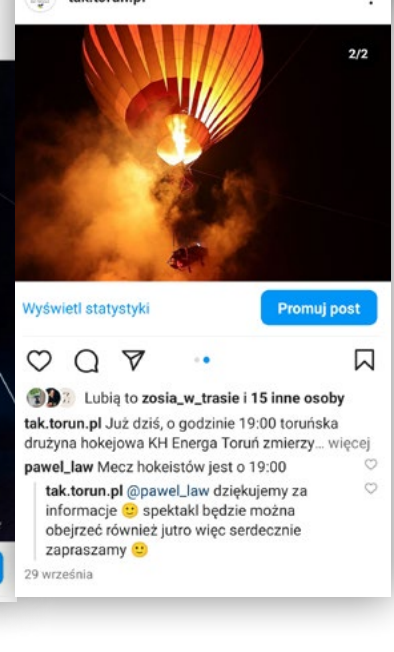 2/2
Wyświetl statystyki
Promuj post
Lubią to zosia_w_trasie i 15 inne osoby
tak.torun.pl Już dziś, o godzinie 19:00 toruńska
drużyna hokejowa KH Energa Toruń zmierzy... więcej
pawel_law Mecz hokeistów jest o 19:00
tak.torun.pl @pawel_law dziękujemy za
informacje 🙂 spektakl będzie można
obejrzeć również jutro więc serdecznie
zapraszamy 🙂
29 września